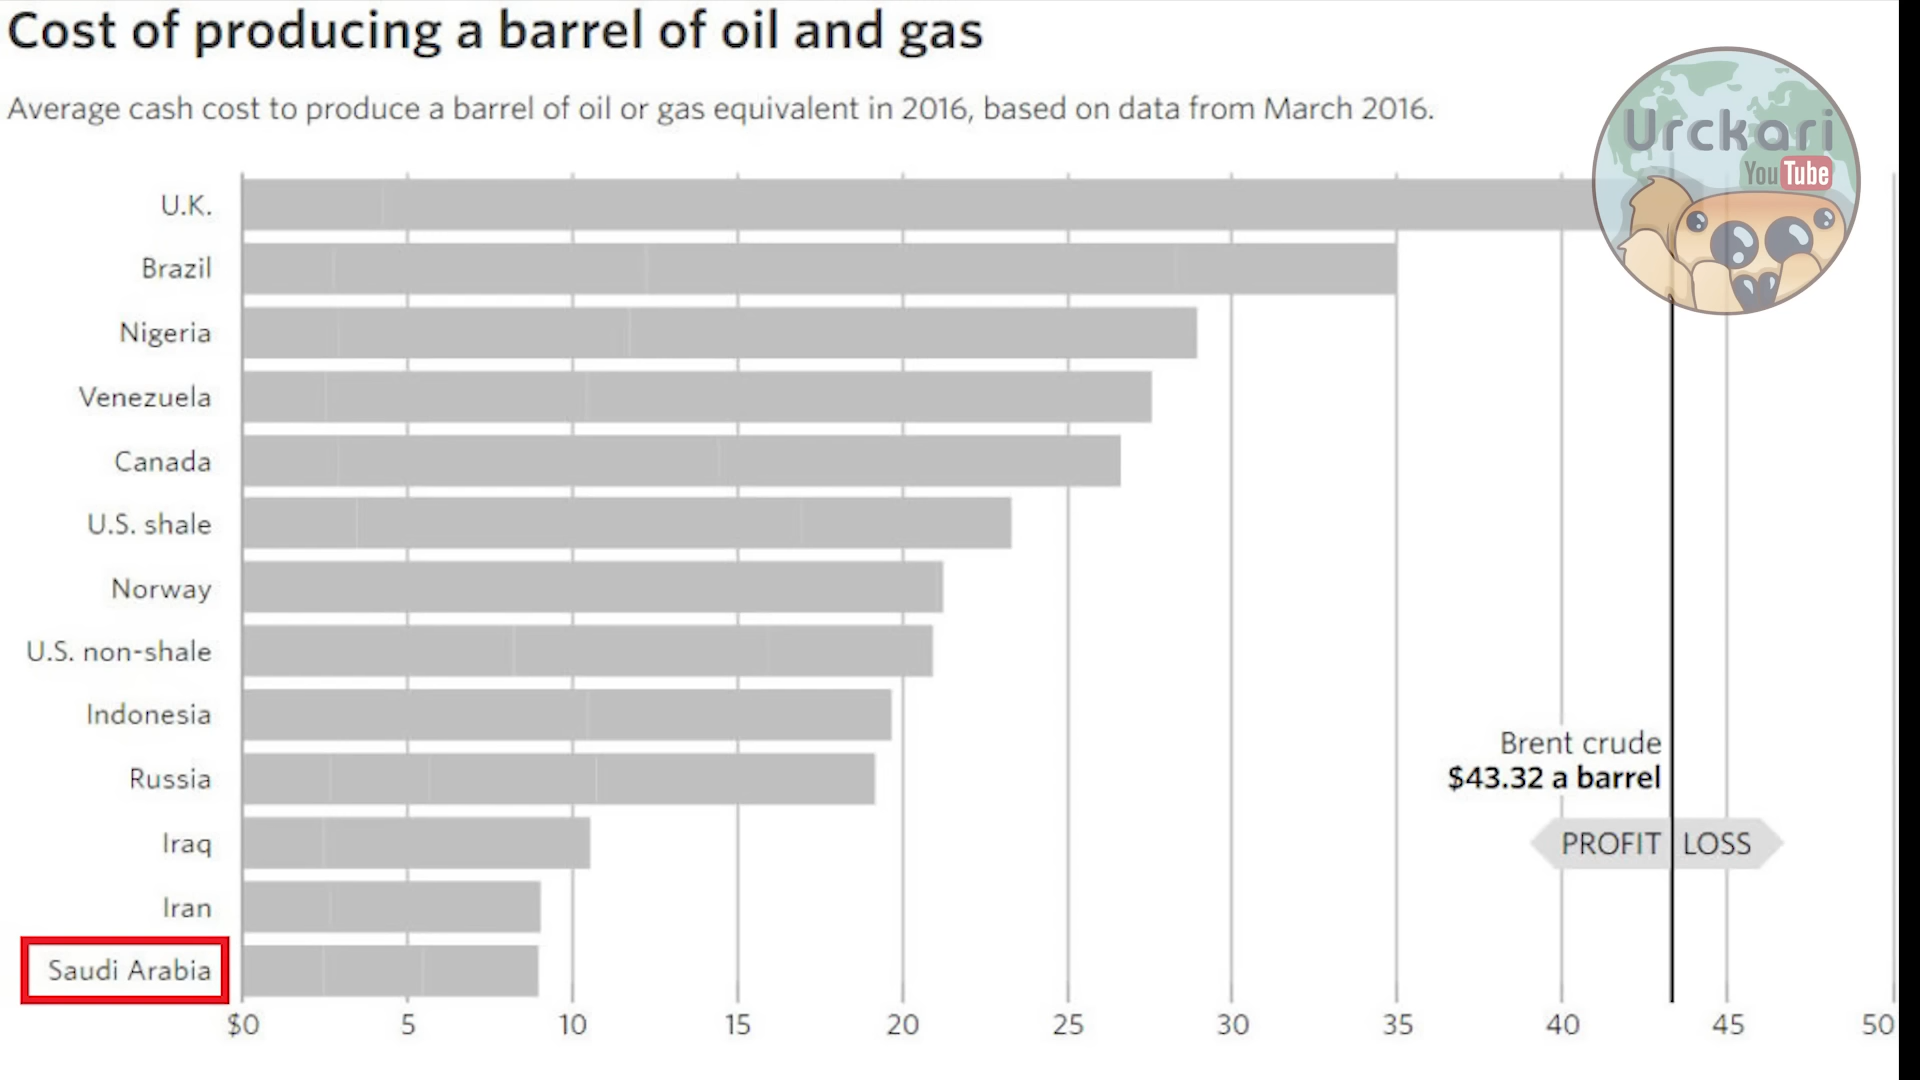 Cost of producing a barrel of oil and gas
Average cash cost to produce a barrel of oil or gas equivalent in 2016, based on data from March 2016.
Urckari
YouTube
U.K.
Brazil
Nigeria
Venezuela
Canada
U.S. shale
Norway
U.S. non-shale
Indonesia
Russia
Iraq
Iran
Saudi Arabia
Brent crude
$43.32 a barrel
PROFIT LOSS
$0 5 10 15 20 25 30 35 40 45 50